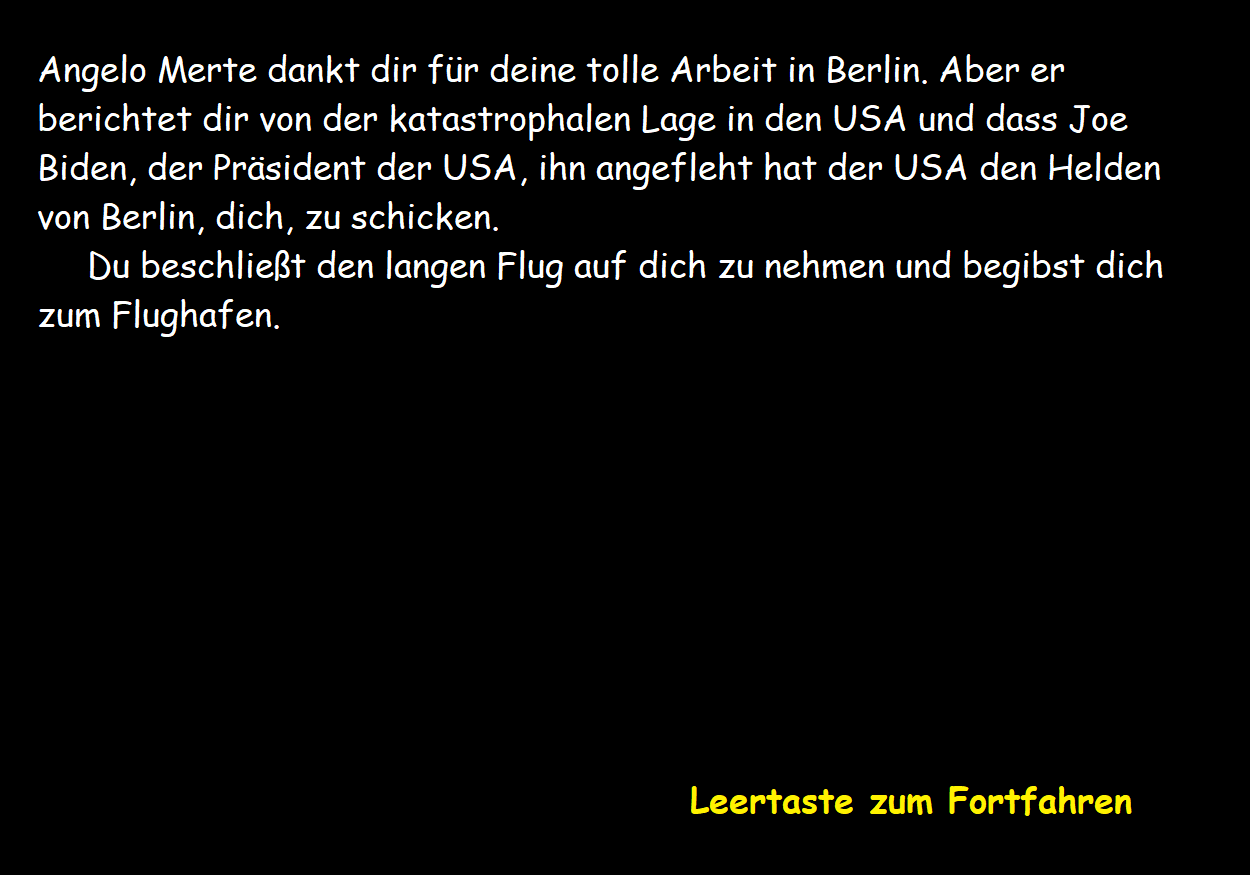 Angelo Merte dankt dir für deine tolle Arbeit in Berlin. Aber er
berichtet dir von der katastrophalen Lage in den USA und dass Joe
Biden, der Präsident der USA, ihn angefleht hat der USA den Helden
von Berlin, dich, zu schicken.
Du beschließt den langen Flug auf dich zu nehmen und begibst dich
zum Flughafen.
Leertaste zum Fortfahren